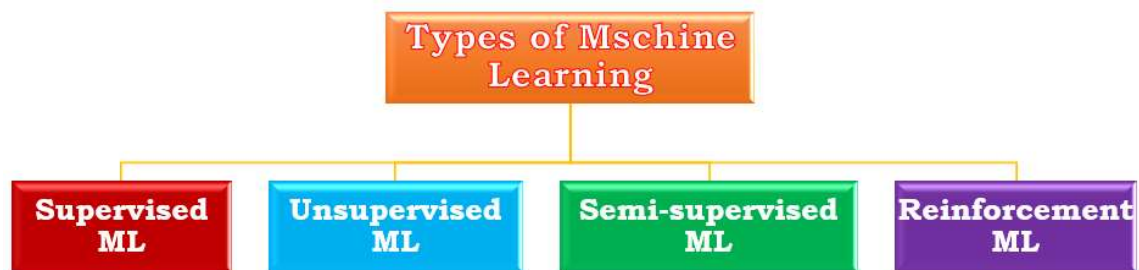 Types of Mschine
Learning
Supervised
ML
Unsupervised
ML
Semi-supervised
ML
Reinforcement
ML